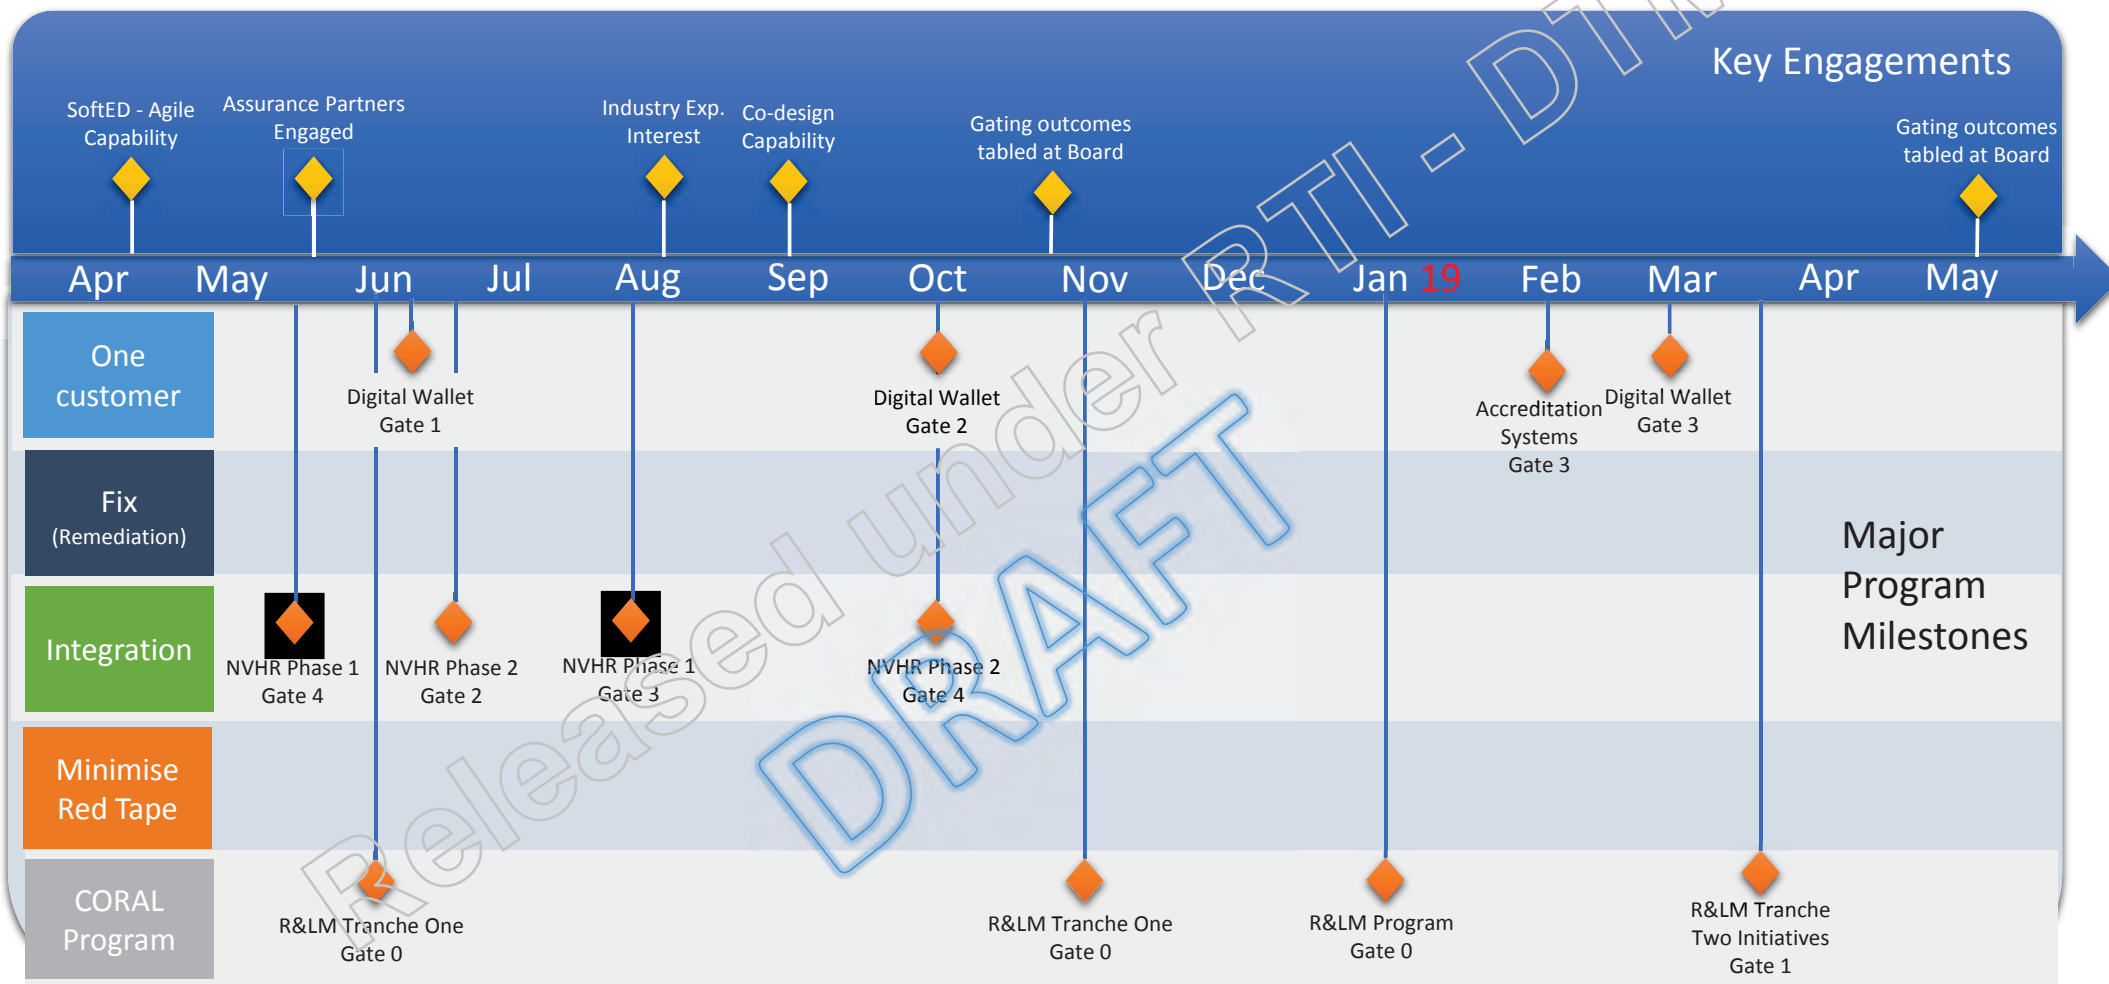 Key Engagements
SoftED - Agile
Capability
Assurance Partners
Engaged
Industry Exp.
Interest
Co-design
Capability
Gating outcomes
tabled at Board
Gating outcomes
tabled at Board
Apr May Jun Jul Aug Sep Oct Nov Dec Jan 19 Feb Mar Apr May
One
customer
Digital Wallet
Gate 1
Digital Wallet
Gate 2
Accreditation
Systems
Gate 3
Digital Wallet
Gate 3
Fix
(Remediation)
Major
Program
Milestones
Integration
NVHR Phase 1
Gate 4
NVHR Phase 2
Gate 2
NVHR Phase 1
Gate 3
NVHR Phase 2
Gate 4
Minimise
Red Tape
CORAL
Program
R&LM Tranche One
Gate 0
R&LM Tranche One
Gate 0
R&LM Program
Gate 0
R&LM Tranche
Two Initiatives
Gate 1
DRAFT
Released under RTI - DTM